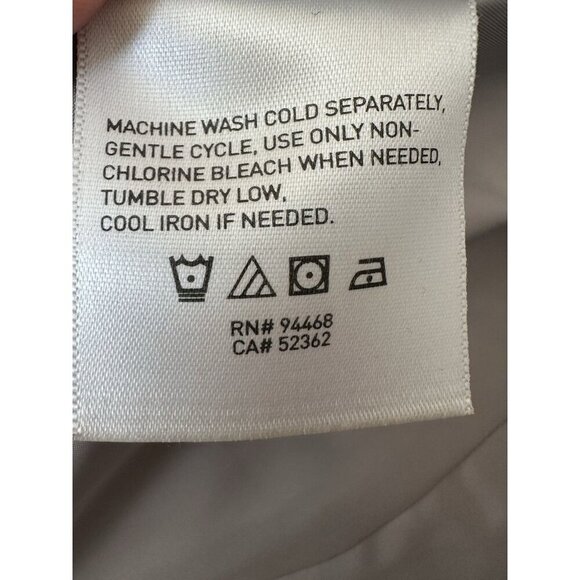 MACHINE WASH COLD SEPARATELY,
GENTLE CYCLE, USE ONLY NON-
CHLORINE BLEACH WHEN NEEDED,
TUMBLE DRY LOW,
COOL IRON IF NEEDED.
RN# 94468
CA# 52362